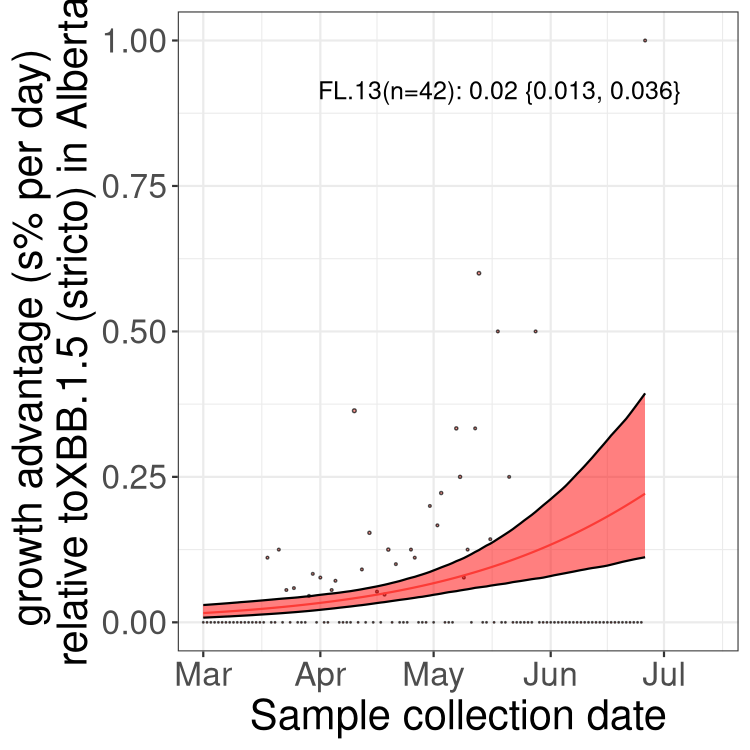 growth advantage (s% per day)
relative toXBB.1.5 (stricto) in Alberta
1.00
0.75
0.50
0.25
0.00
FL.13(n=42): 0.02 {0.013, 0.036}
Mar Apr May Jun Jul
Sample collection date